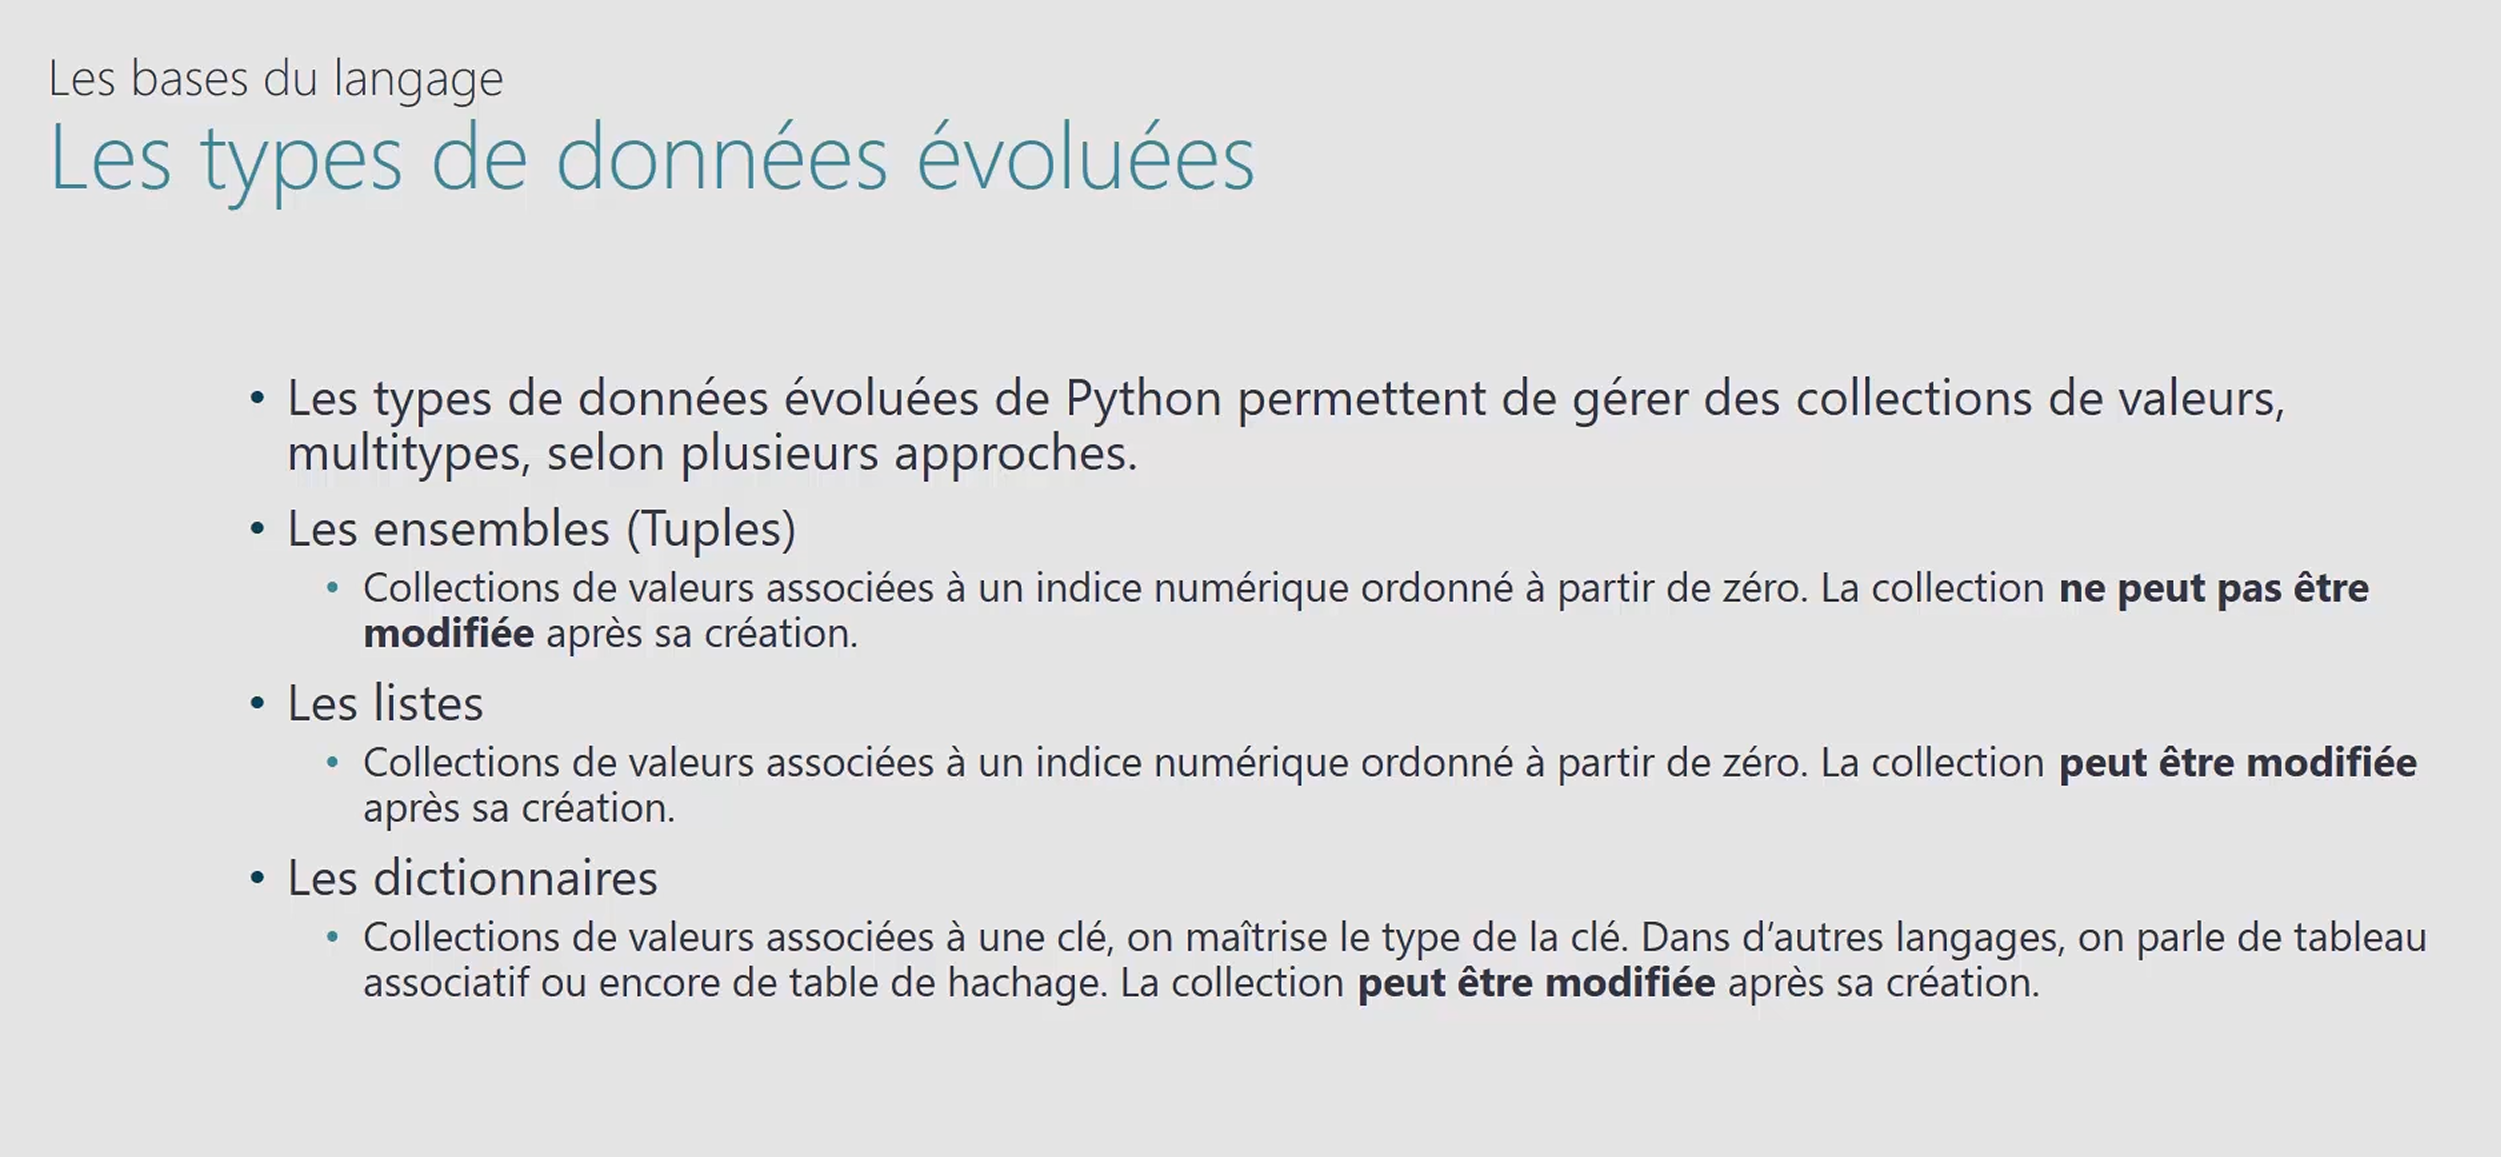 Les bases du langage
Les types de données évoluées
• Les types de données évoluées de Python permettent de gérer des collections de valeurs,
multitypes, selon plusieurs approches.
• Les ensembles (Tuples)
• Collections de valeurs associées à un indice numérique ordonné à partir de zéro. La collection ne peut pas être
modifiée après sa création.
• Les listes
• Collections de valeurs associées à un indice numérique ordonné à partir de zéro. La collection peut être modifiée
après sa création.
• Les dictionnaires
• Collections de valeurs associées à une clé, on maîtrise le type de la clé. Dans d’autres langages, on parle de tableau
associatif ou encore de table de hachage. La collection peut être modifiée après sa création.